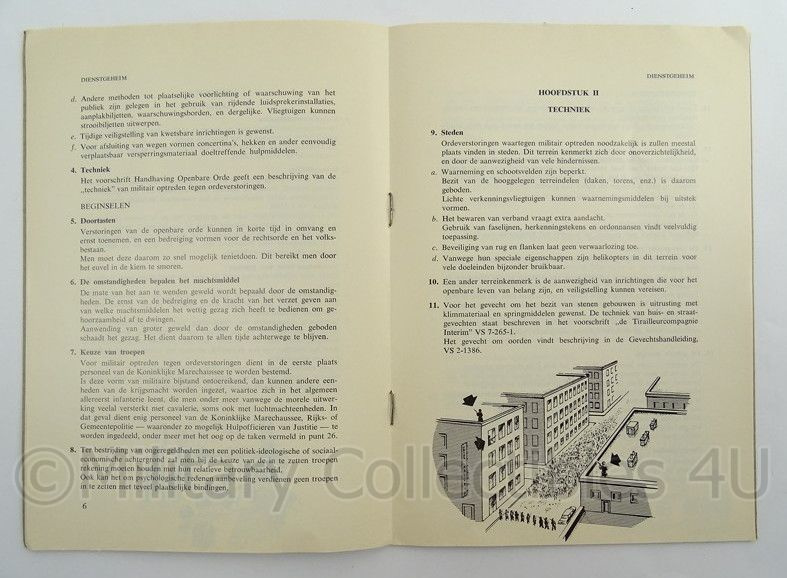 DIENSTGEHEIM
d. Andere methoden tot plaatselijke voorlichting of waarschuwing van het
publiek zijn gelegen in het gebruik van rijdende luidsprekerinstallaties,
aanplakbiljetten, waarschuwingsborden, en dergelijke. Vliegtuigen kunnen
strooibiljetten uitwerpen.
e. Tijdige veiligstelling van kwetsbare inrichtingen is gewenst.
f. Voor afsluiting van wegen vormen concertina's, hekken en ander eenvoudig
verplaatsbaar versperringsmateriaal doeltreffende hulpmiddelen.
4. Techniek
Het voorschrift Handhaving Openbare Orde geeft een beschrijving van de
„techniek" van militair optreden tegen ordeverstoringen.
BEGINSELEN
5. Doortasten
Verstoringen van de openbare orde kunnen in korte tijd in omvang en
ernst toenemen, en een bedreiging vormen voor de rechtsorde en het volks-
bestaan.
Men moet deze daarom zo snel mogelijk tenietdoen. Dit bereikt men door
het euvel in de kiem te smoren.
6. De omstandigheden bepalen het machtsmiddel
De mate van het aan te wenden geweld wordt bepaald door de omstandig-
heden. De ernst van de bedreiging en de kracht van het verzet geven aan
van welke machtsmiddelen het wettig gezag zich heeft te bedienen om ge-
hoorzaamheid af te dwingen.
Aanwending van groter geweld dan door de omstandigheden geboden
schaadt het gezag. Het dient daarom te allen tijde achterwege te blijven.
7. Keuze van troepen
Voor militair optreden tegen ordeverstoringen dient in de eerste plaats
personeel van de Koninklijke Marechaussee te worden bestemd.
Is deze vorm van militaire bijstand ontoereikend, dan kunnen andere een-
heden van de krijgsmacht worden ingezet, waartoe zich in het algemeen
allereerst infanterie leent, die men onder meer vanwege de morele uitwer-
king veelal versterkt met cavalerie, soms ook met luchtmachteenheden. In
dat geval dient enig personeel van de Koninklijke Marechaussee, Rijks- of
Gemeentepolitie — waaronder zo mogelijk Hulpofficieren van Justitie — te
worden ingedeeld, onder meer met het oog op de taken vermeld in punt 26.
8. Ter bestrijding van ongeregeldheden met een politiek-ideologische of sociaal-
economische achtergrond zal men bij de keuze van de in te zetten troepen
rekening moeten houden met hun relatieve betrouwbaarheid.
Ook kan het om psychologische redenen aanbeveling verdienen geen troepen
in te zetten met teveel plaatselijke bindingen.
6
DIENSTGEHEIM
HOOFDSTUK II
TECHNIEK
9. Steden
Ordeverstoringen waartegen militair optreden noodzakelijk is zullen meestal
plaats vinden in steden. Dit terrein kenmerkt zich door onoverzichtelijkheid,
en door de aanwezigheid van vele hindernissen.
a. Waarneming en schootsvelden zijn beperkt.
Bezit van de hooggelegen terreindelen (daken, torens, enz.) is daarom
geboden.
Lichte verkenningsvliegtuigen kunnen waarnemingsmiddelen bij uitstek
vormen.
b. Het bewaren van verband vraagt extra aandacht.
Gebruik van faselijnen, herkenningstekens en ordonnansen vindt veelvuldig
toepassing.
c. Beveiliging van rug en flanken laat geen verwaarlozing toe.
d. Vanwege hun speciale eigenschappen zijn helikopters in dit terrein voor
vele doeleinden bijzonder bruikbaar.
10. Een ander terreinkenmerk is de aanwezigheid van inrichtingen die voor het
openbare leven van belang zijn, en veiligstelling kunnen vereisen.
11. Voor het gevecht om het bezit van stenen gebouwen is uitrusting met
klimmateriaal en springmiddelen gewenst. De techniek van huis- en straat-
gevechten staat beschreven in het voorschrift „de Tirailleurcompagnie
Interim" VS 7-265-1.
Het gevecht om oorden vindt beschrijving in de Gevechtshandleiding,
VS 2-1386.
© Military Collectables 4U